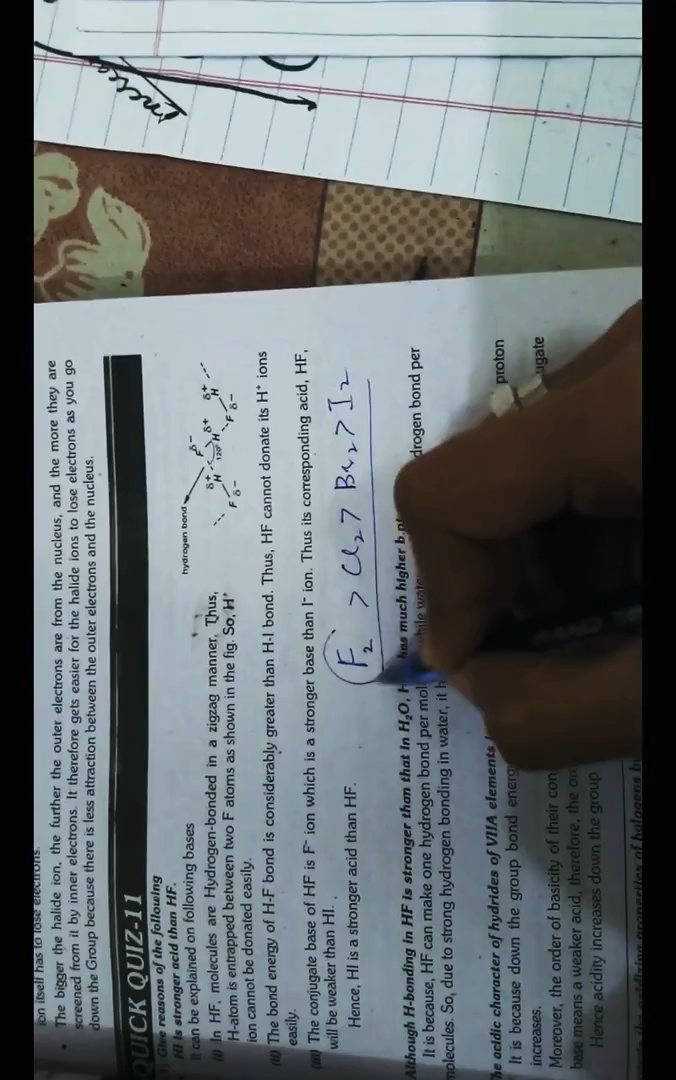 ion itself has to lose electrons.
* The bigger the halide ion, the further the outer electrons are from the nucleus, and the more they are
screened from it by inner electrons. It therefore gets easier for the halide ions to lose electrons as you go
down the Group because there is less attraction between the outer electrons and the nucleus.
QUICK QUIZ-11
Give reasons of the following
HI is stronger acid than HF.
It can be explained on following bases
(i) In HF, molecules are Hydrogen-bonded in a zigzag manner. Thus,
H-atom is entrapped between two F atoms as shown in the fig. So, H⁺
ion cannot be donated easily.
hydrogen bond
δ⁻
F
δ+ δ+ δ+
H H H
120°
F F
δ⁻ δ⁻
(ii) The bond energy of H-F bond is considerably greater than H-I bond. Thus, HF cannot donate its H⁺ ions
easily.
(iii) The conjugate base of HF is F⁻ ion which is a stronger base than I⁻ ion. Thus its corresponding acid, HF,
will be weaker than HI.
Hence, HI is a stronger acid than HF.
F₂ > Cl₂ > Br₂ > I₂
Although H-bonding in HF is stronger than that in H₂O, has much higher
It is because, HF can make one hydrogen bond per drogen bond per
molecules. So, due to strong hydrogen bonding in water, it
The acidic character of hydrides of VIIA elements
It is because down the group bond proton
increases.
Moreover, the order of basicity of their ugate
base means a weaker acid, therefore, the
Hence acidity increases down the group
oxidizing properties of halogens
increa